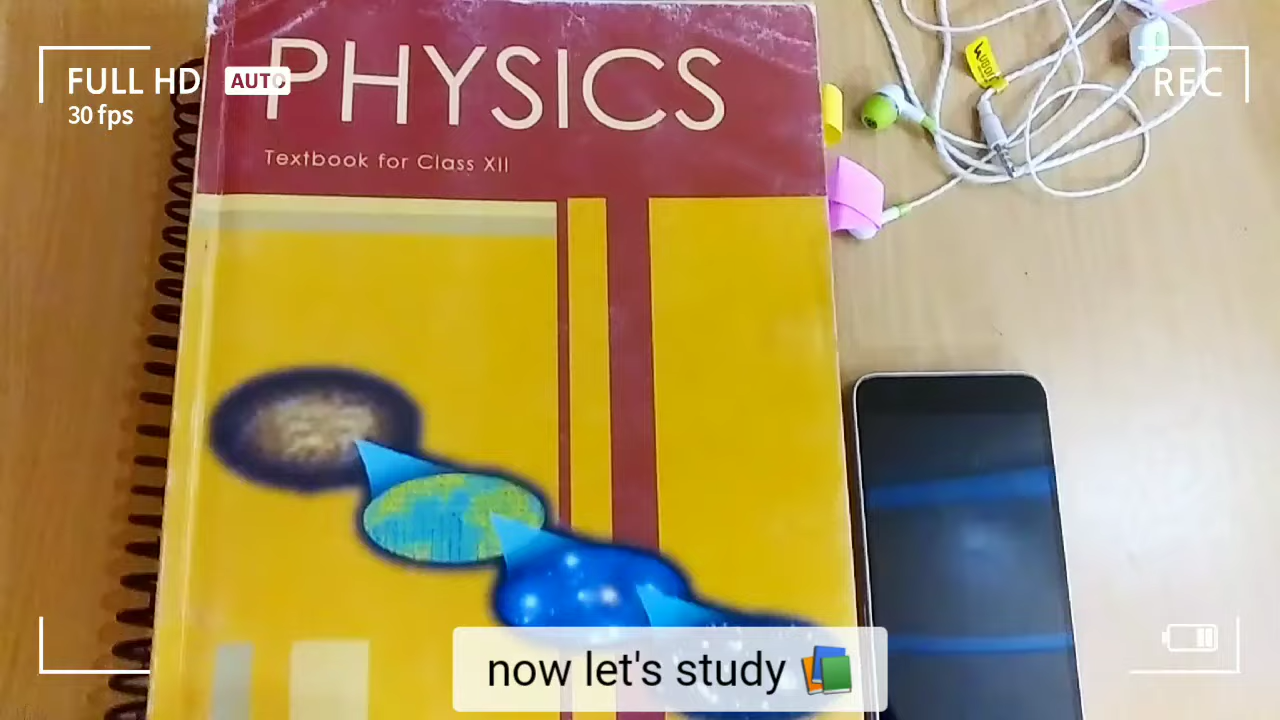 PHYSICS
Textbook for Class XII
FULL HD AUTO
30 fps
REC
now let's study